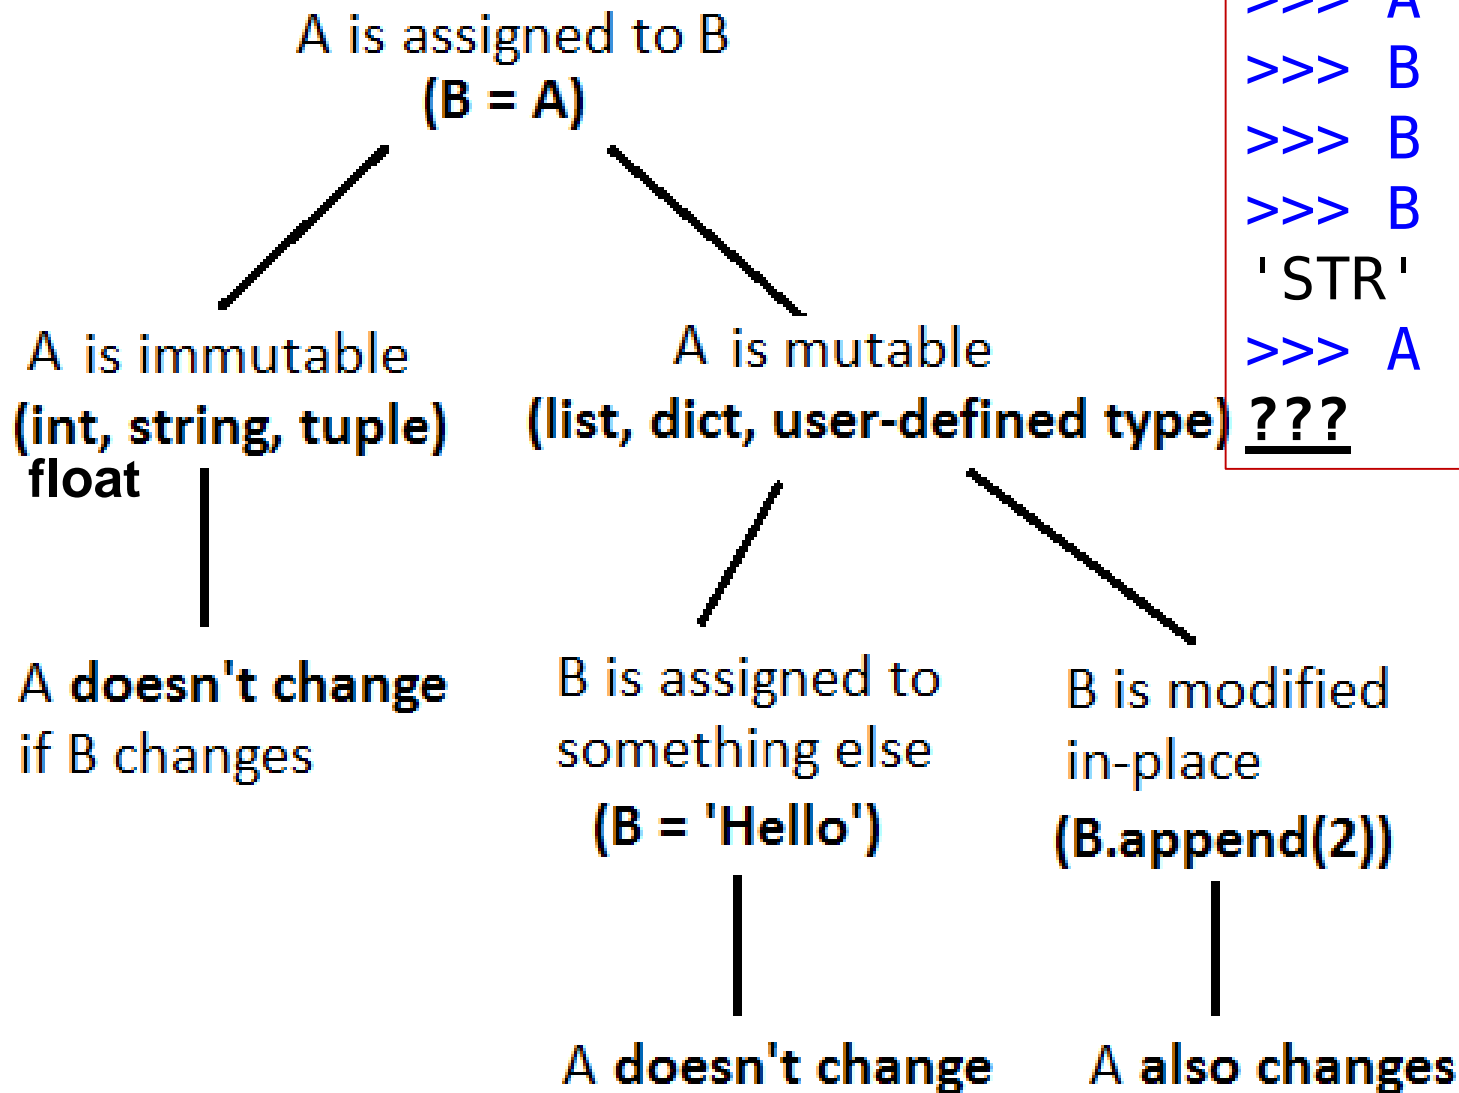 A is assigned to B
(B = A)
A is immutable
(int, string, tuple)
float
A doesn't change
if B changes
A is mutable
(list, dict, user-defined type)
B is assigned to
something else
(B = 'Hello')
A doesn't change
B is modified
in-place
(B.append(2))
A also changes
>>> A
>>> B
>>> B
>>> B
'STR'
>>> A
???